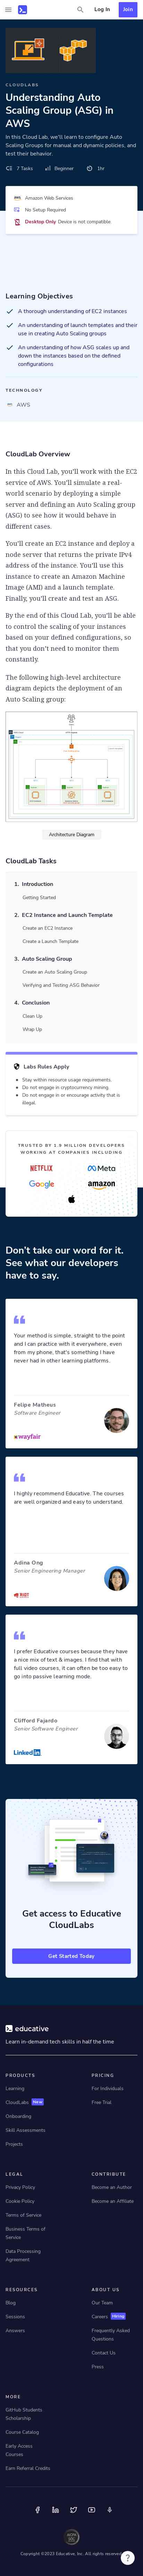 Log In
Join
CLOUDLABS
Understanding Auto
Scaling Group (ASG) in
AWS
In this Cloud Lab, we'll learn to configure Auto
Scaling Groups for manual and dynamic policies, and
test their behavior.
7 Tasks
Beginner
1hr
Amazon Web Services
No Setup Required
Desktop Only Device is not compatible.
Learning Objectives
A thorough understanding of EC2 instances
An understanding of launch templates and their
use in creating Auto Scaling groups
An understanding of how ASG scales up and
down the instances based on the defined
configurations
TECHNOLOGY
AWS
CloudLab Overview
In this Cloud Lab, you'll work with the EC2
service of AWS. You'll simulate a real-
world scenario by deploying a simple
server and defining an Auto Scaling group
(ASG) to see how it would behave in
different cases.
You'll create an EC2 instance and deploy a
node server that returns the private IPv4
address of the instance. You'll use this
instance to create an Amazon Machine
Image (AMI) and a launch template.
Finally, you'll create and test an ASG.
By the end of this Cloud Lab, you'll be able
to control the scaling of your instances
through defined configurations, so
that you don't need to monitor them
constantly.
The following high-level architecture
diagram depicts the deployment of an
Auto Scaling group:
Architecture Diagram
CloudLab Tasks
1. Introduction
Getting Started
2. EC2 Instance and Launch Template
Create an EC2 Instance
Create a Launch Template
3. Auto Scaling Group
Create an Auto Scaling Group
Verifying and Testing ASG Behavior
4. Conclusion
Clean Up
Wrap Up
Labs Rules Apply
Stay within resource usage requirements.
Do not engage in cryptocurrency mining.
Do not engage in or encourage activity that is
illegal.
TRUSTED BY 1.8 MILLION DEVELOPERS
WORKING AT COMPANIES INCLUDING
NETFLIX
Meta
Google
amazon
Don't take our word for it.
See what our developers
have to say.
Your method is simple, straight to the point
and I can practice with it everywhere, even
from my phone, that's something I have
never had in other learning platforms.
Felipe Matheus
Software Engineer
wayfair
I highly recommend Educative. The courses
are well organized and easy to understand.
Adina Ong
Senior Engineering Manager
RIOT
GAMES
I prefer Educative courses because they have
a nice mix of text & images. I find that with
full video courses, it can often be too easy to
go into passive learning mode.
Clifford Fajardo
Senior Software Engineer
LinkedIn
Get access to Educative
CloudLabs
Get Started Today
educative
Learn in-demand tech skills in half the time
PRODUCTS
Learning
CloudLabs New
Onboarding
Skill Assessments
Projects
PRICING
For Individuals
Free Trial
LEGAL
Privacy Policy
Cookie Policy
Terms of Service
Business Terms of
Service
Data Processing
Agreement
CONTRIBUTE
Become an Author
Become an Affiliate
RESOURCES
Blog
Sessions
Answers
ABOUT US
Our Team
Careers Hiring
Frequently Asked
Questions
Contact Us
Press
MORE
GitHub Students
Scholarship
Course Catalog
Early Access
Courses
Earn Referral Credits
Copyright ©2023 Educative, Inc. All rights reserved.
?